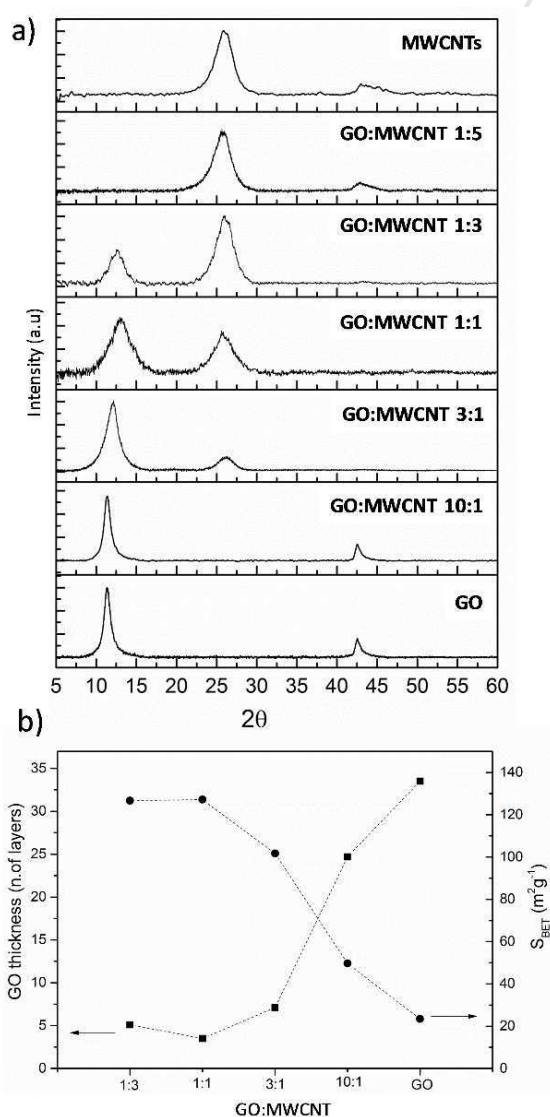 a)
MWCNTs
GO:MWCNT 1:5
GO:MWCNT 1:3
GO:MWCNT 1:1
GO:MWCNT 3:1
GO:MWCNT 10:1
GO
Intensity (a.u)
5 10 15 20 25 30 35 40 45 50 55 60
2θ
b)
35
30
25
20
15
10
5
0
GO thickness (n.of layers)
140
120
100
80
60
40
20
0
S_BET (m²g⁻¹)
1:3 1:1 3:1 10:1 GO
GO:MWCNT